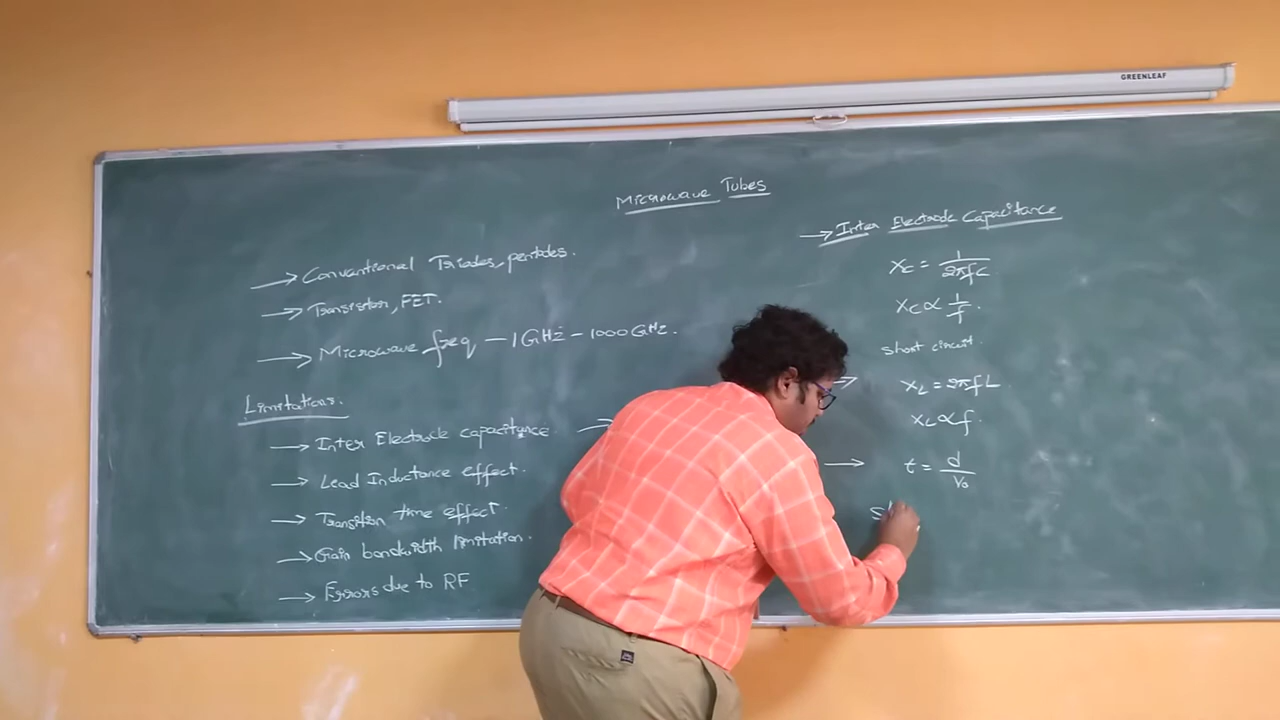 GREENLEAF
Microwave Tubes
→ Conventional Triodes, pentodes.
→ Transistor, FET.
→ Microwave freq – 1GHz – 1000GHz.
Limitations.
→ Inter Electrode capacitance →
→ Lead Inductance effect.
→ Transition time effect.
→ Gain bandwidth limitation.
→ Errors due to RF
→ Inter Electrode Capacitance
Xc = 1/2πfC
Xc ∝ 1/f.
short circuit.
→ XL = 2πfL.
XL ∝ f.
→ t = d/V₀